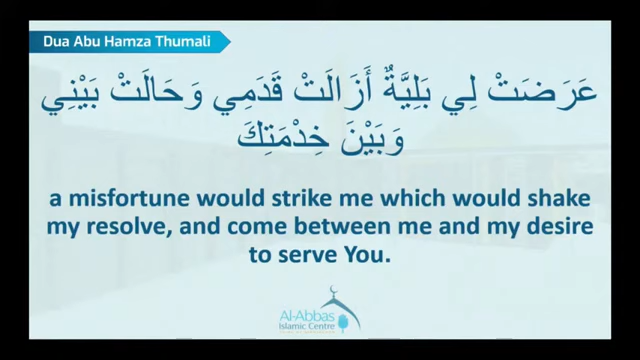 Dua Abu Hamza Thumali
عَرَضَتْ لِي بَلِيَّةٌ أَزَالَتْ قَدَمِي وَحَالَتْ بَيْنِي
وَبَيْنَ خِدْمَتِكَ
a misfortune would strike me which would shake
my resolve, and come between me and my desire
to serve You.
Al-Abbas
Islamic Centre